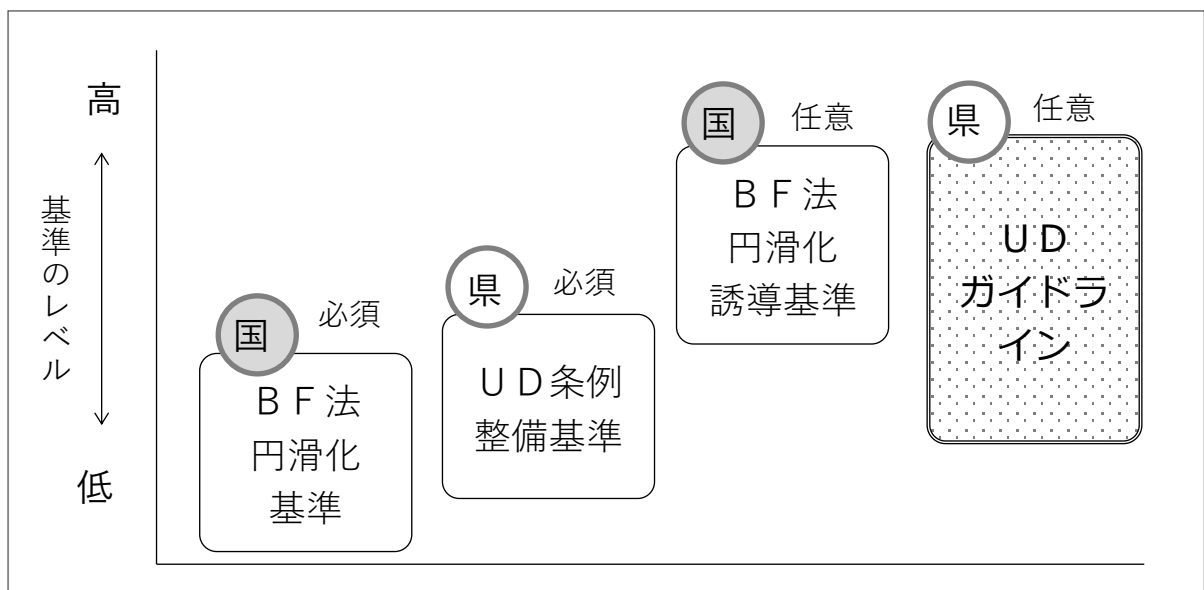 高
基準のレベル
低
国
必須
ＢＦ法
円滑化
基準
県
必須
ＵＤ条例
整備基準
国
任意
ＢＦ法
円滑化
誘導基準
県
任意
ＵＤ
ガイドラ
イン